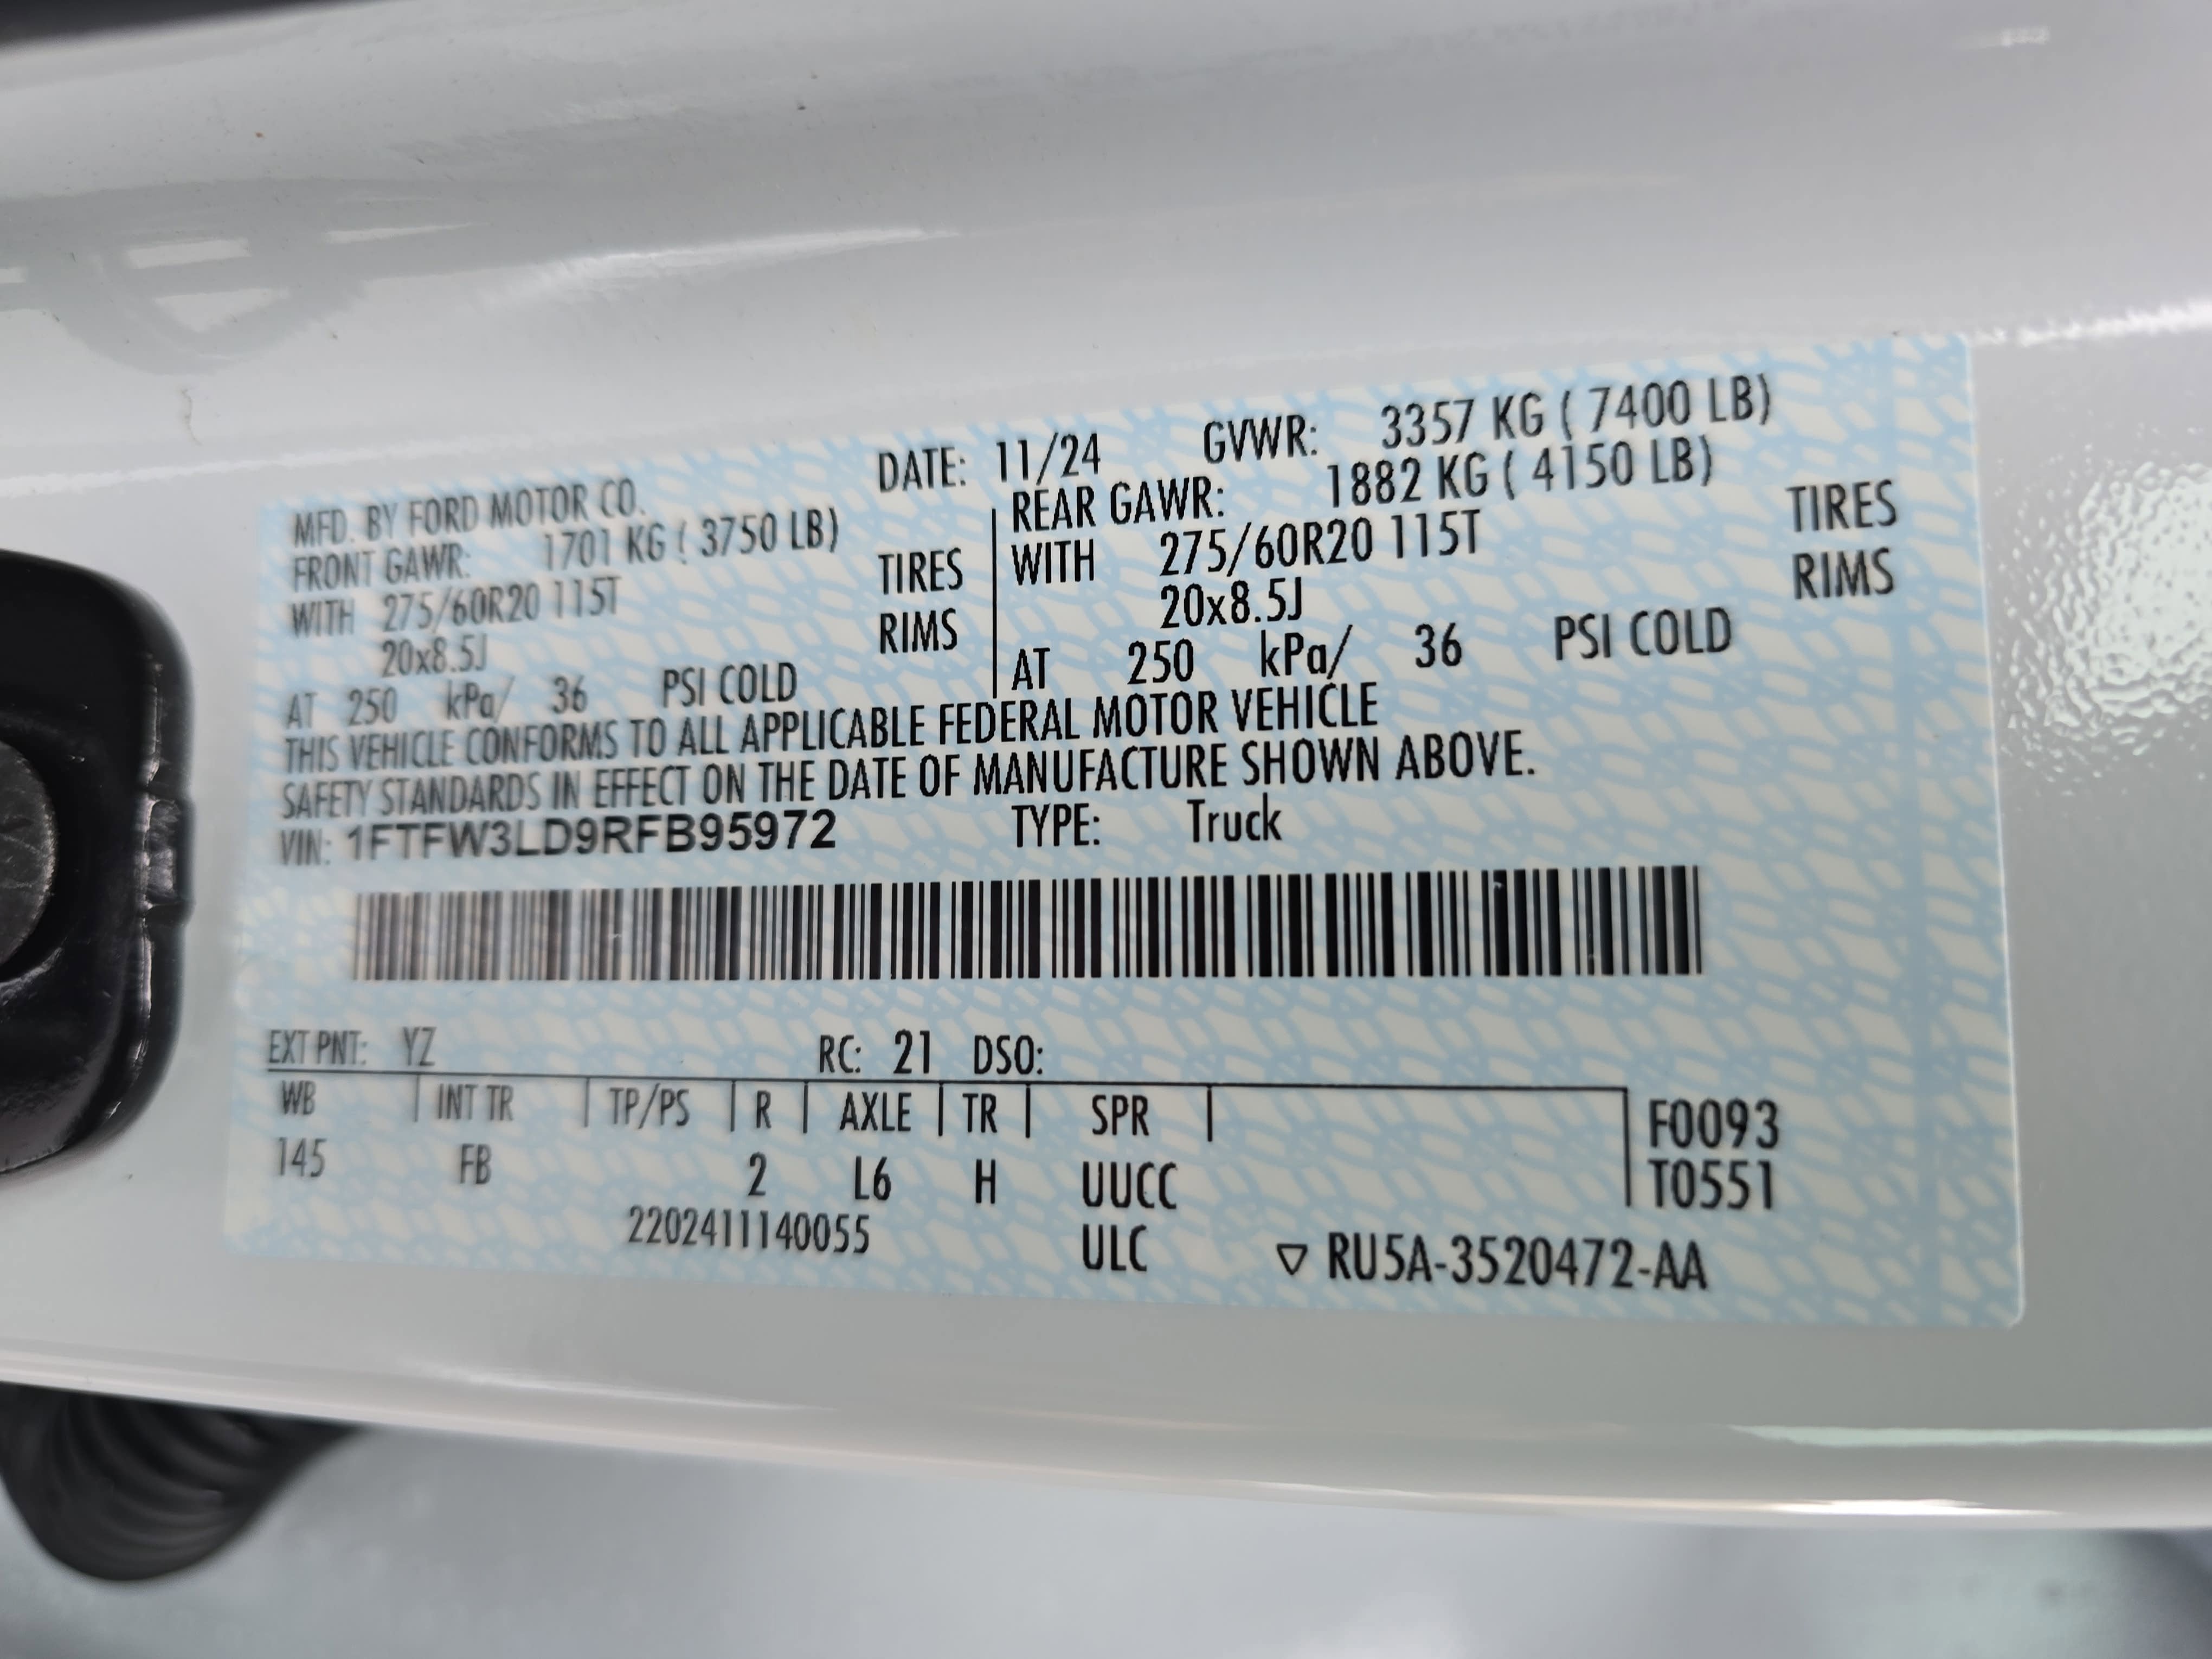 MFD. BY FORD MOTOR CO. DATE: 11/24 GVWR: 3357 KG ( 7400 LB)
FRONT GAWR: 1701 KG ( 3750 LB) REAR GAWR: 1882 KG ( 4150 LB)
WITH 275/60R20 115T TIRES WITH 275/60R20 115T TIRES
20x8.5J RIMS 20x8.5J RIMS
AT 250 kPa/ 36 PSI COLD AT 250 kPa/ 36 PSI COLD
THIS VEHICLE CONFORMS TO ALL APPLICABLE FEDERAL MOTOR VEHICLE
SAFETY STANDARDS IN EFFECT ON THE DATE OF MANUFACTURE SHOWN ABOVE.
VIN: 1FTFW3LD9RFB95972 TYPE: Truck
EXT PNT: YZ RC: 21 DSO:
WB INT TR TP/PS R AXLE TR SPR F0093
145 FB 2 L6 H UUCC T0551
2202411140055 ULC ▽ RU5A-3520472-AA